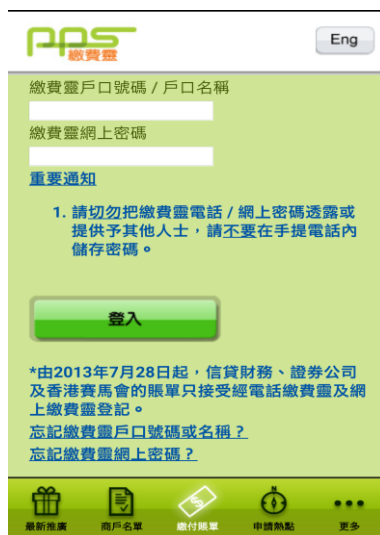 pps
繳費靈
Eng
繳費靈戶口號碼 / 戶口名稱
繳費靈網上密碼
重要通知
1. 請切勿把繳費靈電話 / 網上密碼透露或
提供予其他人士，請不要在手提電話內
儲存密碼。
登入
*由2013年7月28日起，信貸財務、證券公司
及香港賽馬會的賬單只接受經電話繳費靈及網
上繳費靈登記。
忘記繳費靈戶口號碼或名稱？
忘記繳費靈網上密碼？
最新推廣 商戶名單 繳付賬單 申請熱點 更多